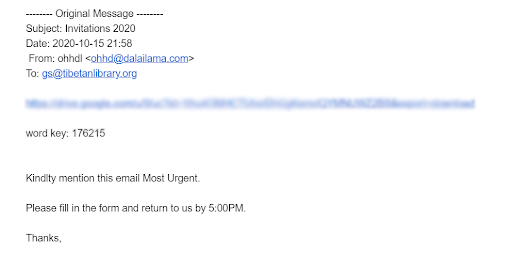 -------- Original Message --------
Subject: Invitations 2020
Date: 2020-10-15 21:58
From: ohhdl <ohhd@dalailama.com>
To: gs@tibetanlibrary.org
word key: 176215
Kindlty mention this email Most Urgent.
Please fill in the form and return to us by 5:00PM.
Thanks,